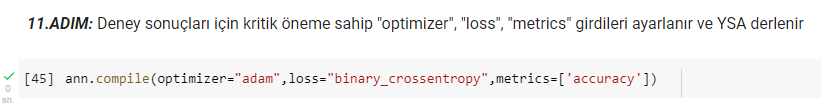 11.ADIM: Deney sonuçları için kritik öneme sahip "optimizer", "loss", "metrics" girdileri ayarlanır ve YSA derlenir
[45] ann.compile(optimizer="adam",loss="binary_crossentropy",metrics=['accuracy'])
0
sn.